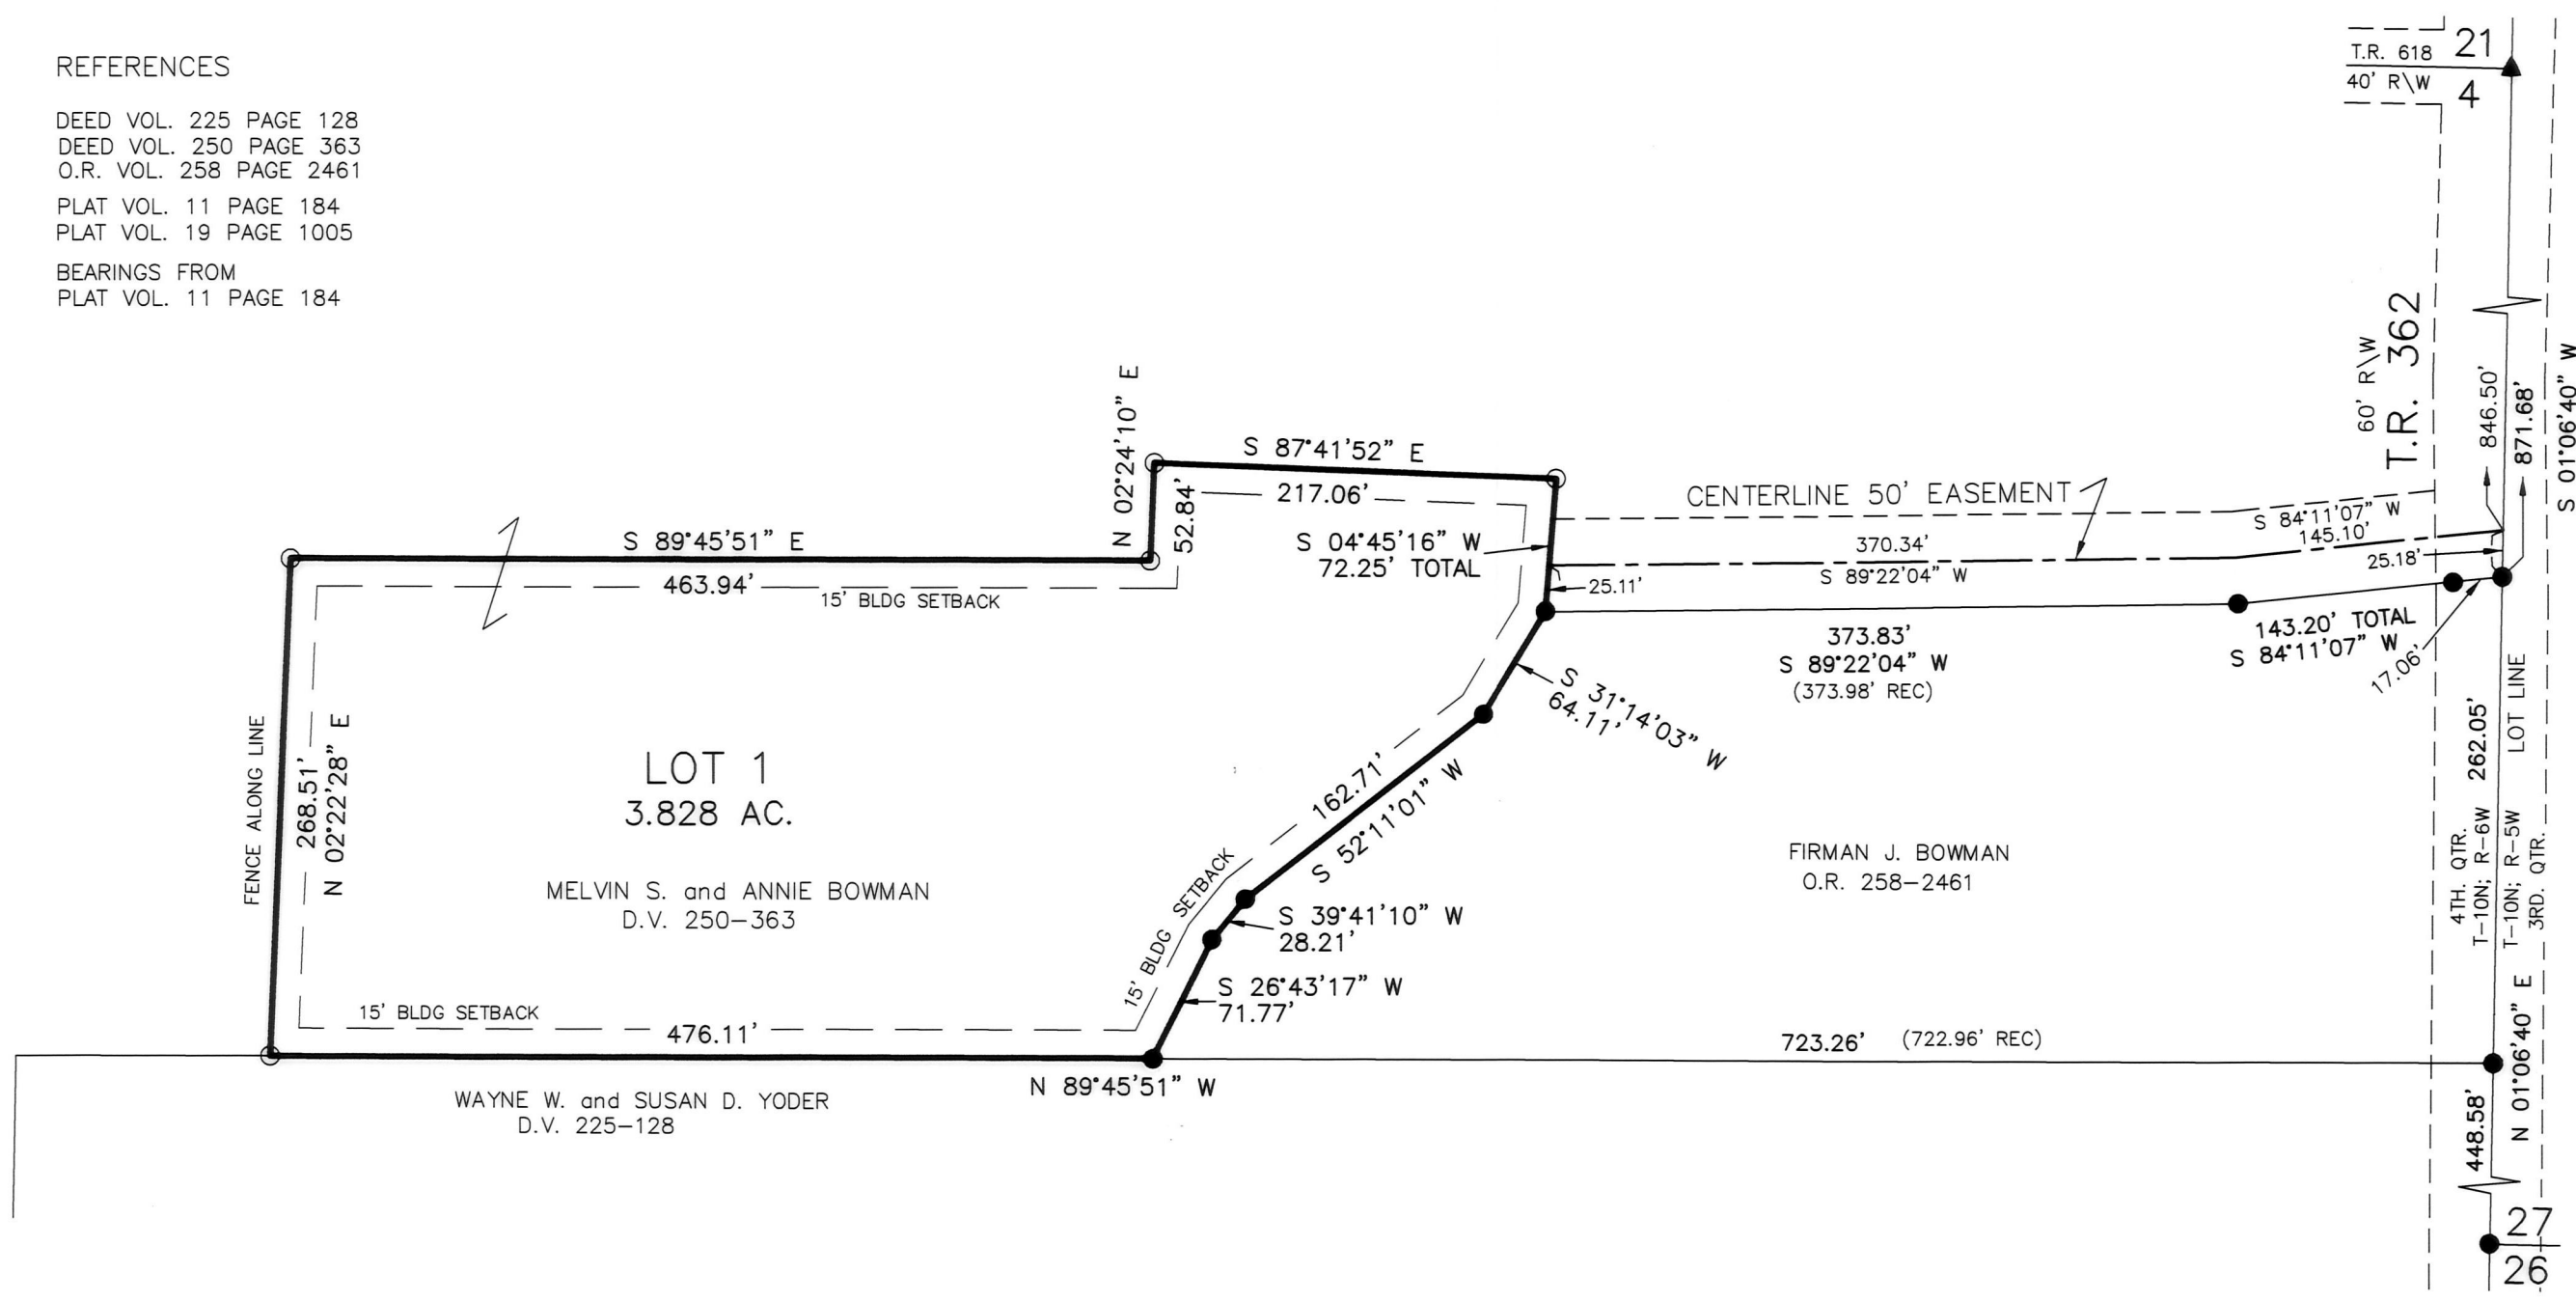 REFERENCES
DEED VOL. 225 PAGE 128
DEED VOL. 250 PAGE 363
O.R. VOL. 258 PAGE 2461
PLAT VOL. 11 PAGE 184
PLAT VOL. 19 PAGE 1005
BEARINGS FROM
PLAT VOL. 11 PAGE 184
T.R. 618
40' R\W
21
4
60' R\W
T.R. 362
846.50'
871.68'
S 01°06'40" W
N 02°24'10" E
52.84'
S 87°41'52" E
217.06'
S 89°45'51" E
463.94'
15' BLDG SETBACK
S 04°45'16" W
72.25' TOTAL
CENTERLINE 50' EASEMENT
370.34'
S 89°22'04" W
25.11'
S 84°11'07" W
145.10'
25.18'
373.83'
S 89°22'04" W
(373.98' REC)
143.20' TOTAL
S 84°11'07" W
17.06'
S 31°14'03" W
64.11'
FENCE ALONG LINE
268.51'
N 02°22'28" E
LOT 1
3.828 AC.
MELVIN S. and ANNIE BOWMAN
D.V. 250-363
162.71'
S 52°11'01" W
15' BLDG SETBACK
S 39°41'10" W
28.21'
S 26°43'17" W
71.77'
FIRMAN J. BOWMAN
O.R. 258-2461
262.05'
LOT LINE
4TH. QTR.
T-10N; R-6W
T-10N; R-5W
3RD. QTR.
15' BLDG SETBACK
476.11'
723.26' (722.96' REC)
N 89°45'51" W
WAYNE W. and SUSAN D. YODER
D.V. 225-128
N 01°06'40" E
448.58'
27
26